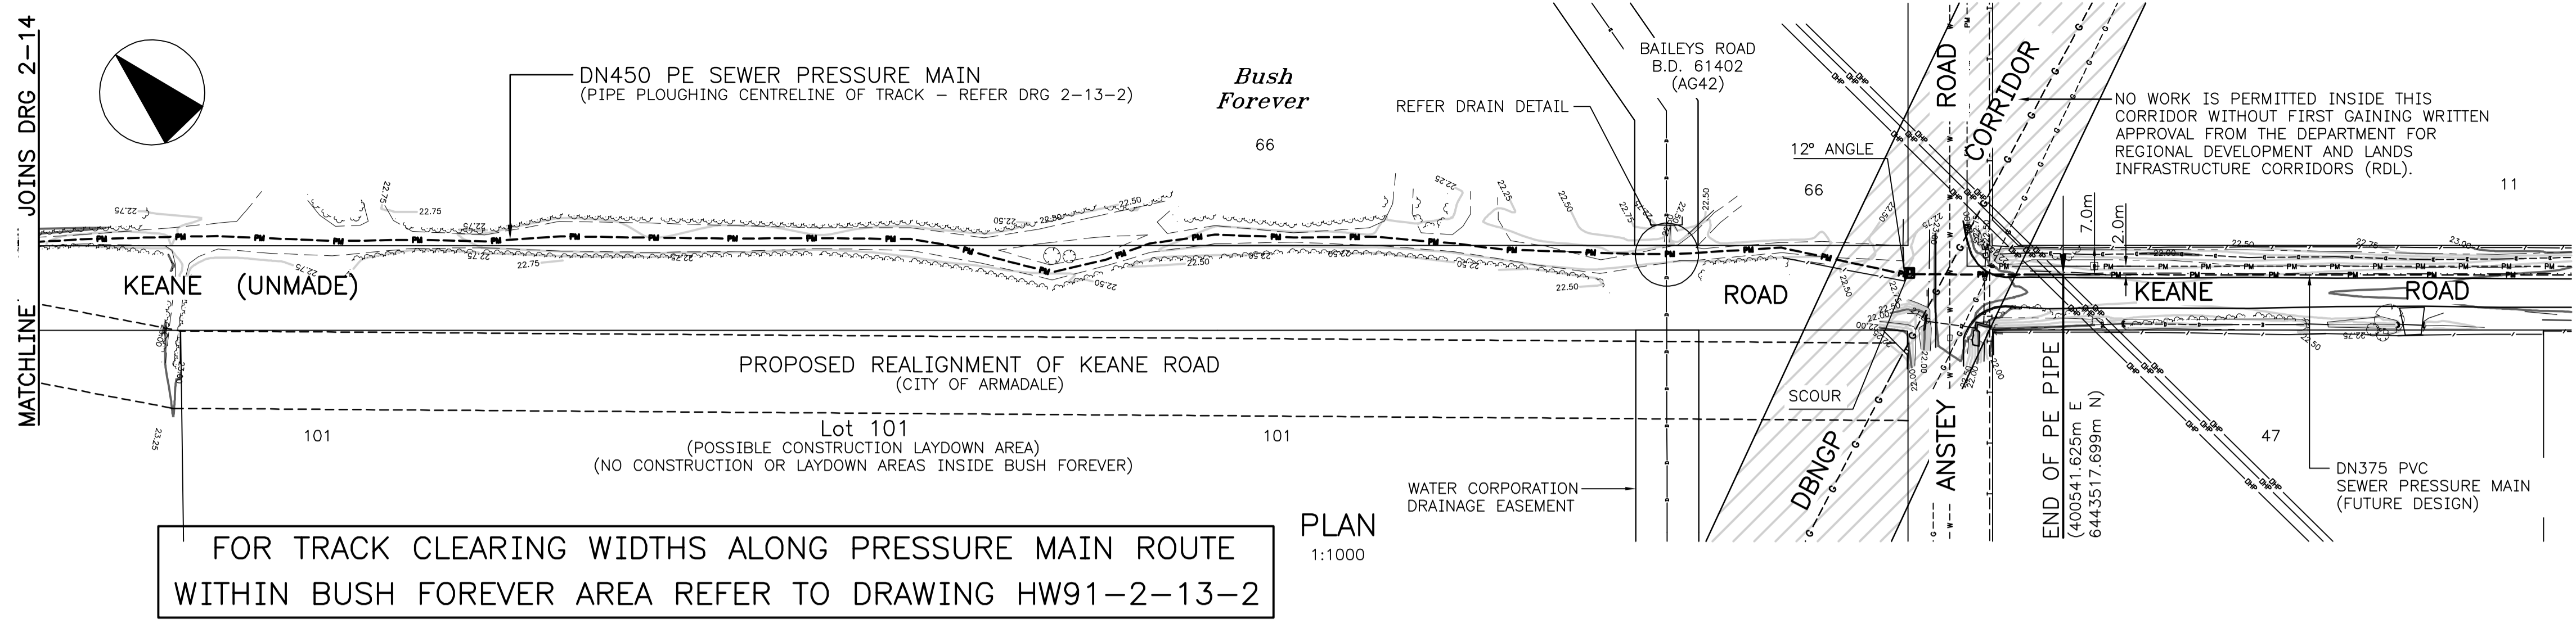 MATCHLINE JOINS DRG 2-14
DN450 PE SEWER PRESSURE MAIN
(PIPE PLOUGHING CENTRELINE OF TRACK - REFER DRG 2-13-2)
Bush
Forever
66
REFER DRAIN DETAIL
BAILEYS ROAD
B.D. 61402
(AG42)
12° ANGLE
66
ROAD
CORRIDOR
NO WORK IS PERMITTED INSIDE THIS
CORRIDOR WITHOUT FIRST GAINING WRITTEN
APPROVAL FROM THE DEPARTMENT FOR
REGIONAL DEVELOPMENT AND LANDS
INFRASTRUCTURE CORRIDORS (RDL).
11
7.0m
2.0m
KEANE (UNMADE)
ROAD
KEANE
ROAD
PROPOSED REALIGNMENT OF KEANE ROAD
(CITY OF ARMADALE)
101
Lot 101
(POSSIBLE CONSTRUCTION LAYDOWN AREA)
(NO CONSTRUCTION OR LAYDOWN AREAS INSIDE BUSH FOREVER)
101
SCOUR
DBNGP
ANSTEY
END OF PE PIPE
(400541.625m E
6443517.699m N)
47
WATER CORPORATION
DRAINAGE EASEMENT
DN375 PVC
SEWER PRESSURE MAIN
(FUTURE DESIGN)
PLAN
1:1000
FOR TRACK CLEARING WIDTHS ALONG PRESSURE MAIN ROUTE
WITHIN BUSH FOREVER AREA REFER TO DRAWING HW91-2-13-2